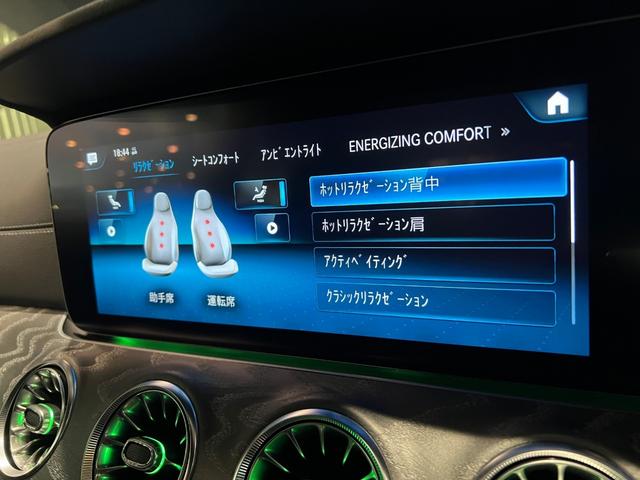 18:44
リラクゼーション シートコンフォート アンビエントライト ENERGIZING COMFORT »
ホットリラクゼーション背中
ホットリラクゼーション肩
アクティベイティング
クラシックリラクゼーション
助手席 運転席